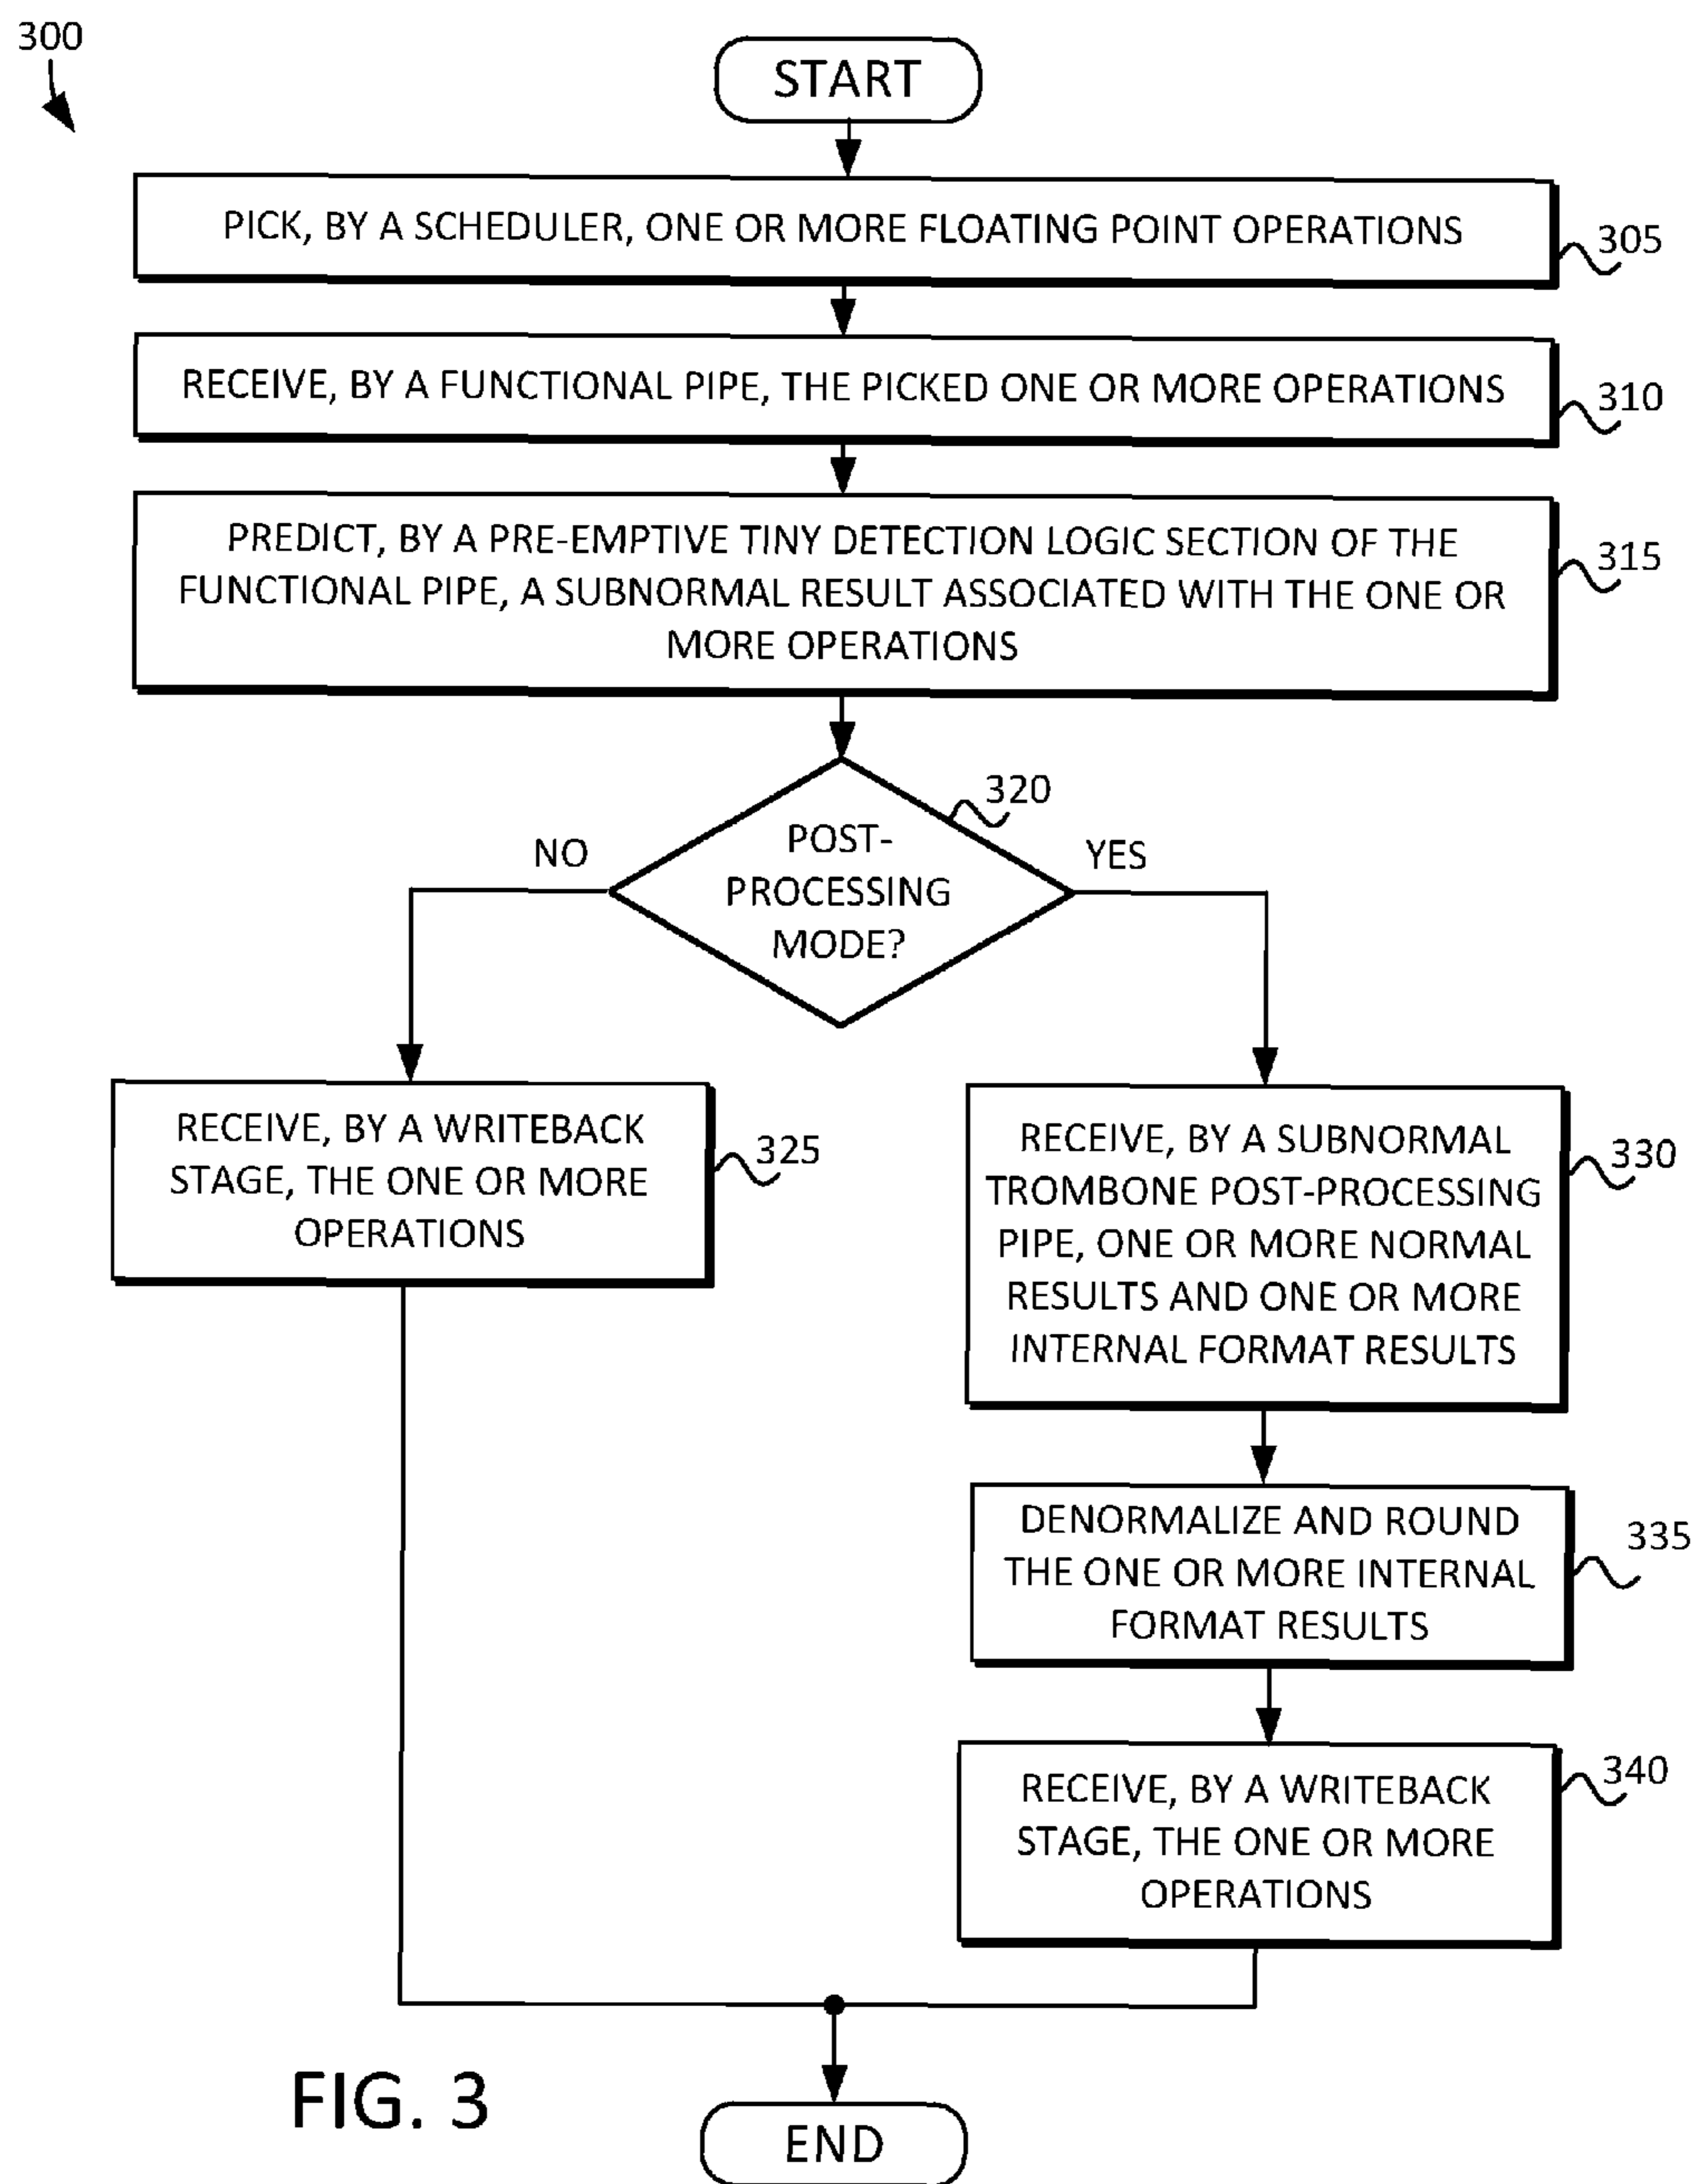 300
START
PICK, BY A SCHEDULER, ONE OR MORE FLOATING POINT OPERATIONS
305
RECEIVE, BY A FUNCTIONAL PIPE, THE PICKED ONE OR MORE OPERATIONS
310
PREDICT, BY A PRE-EMPTIVE TINY DETECTION LOGIC SECTION OF THE
FUNCTIONAL PIPE, A SUBNORMAL RESULT ASSOCIATED WITH THE ONE OR
MORE OPERATIONS
315
320
POST-
PROCESSING
MODE?
NO
YES
RECEIVE, BY A WRITEBACK
STAGE, THE ONE OR MORE
OPERATIONS
325
RECEIVE, BY A SUBNORMAL
TROMBONE POST-PROCESSING
PIPE, ONE OR MORE NORMAL
RESULTS AND ONE OR MORE
INTERNAL FORMAT RESULTS
330
DENORMALIZE AND ROUND
THE ONE OR MORE INTERNAL
FORMAT RESULTS
335
RECEIVE, BY A WRITEBACK
STAGE, THE ONE OR MORE
OPERATIONS
340
FIG. 3
END